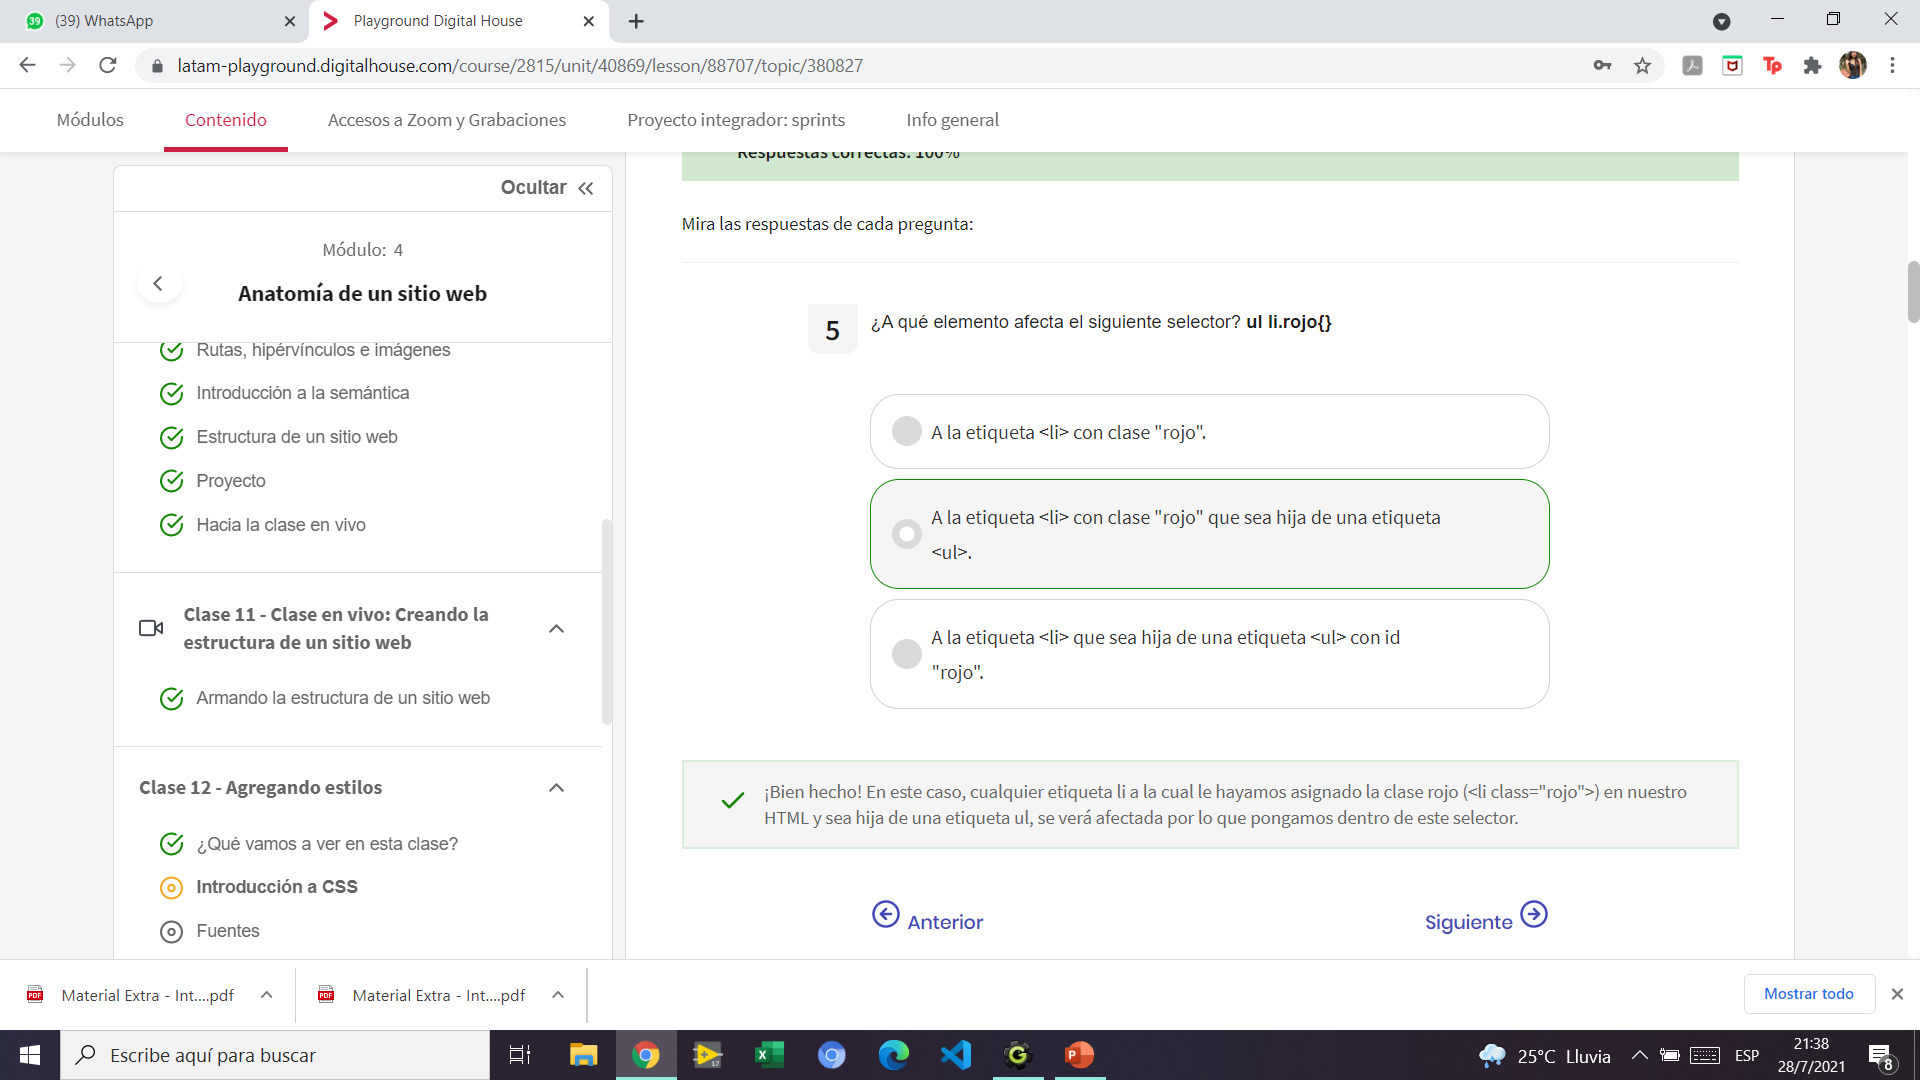 39
(39) WhatsApp
Playground Digital House
latam-playground.digitalhouse.com/course/2815/unit/40869/lesson/88707/topic/380827
Tp
Módulos
Contenido
Accesos a Zoom y Grabaciones
Proyecto integrador: sprints
Info general
Ocultar
Módulo: 4
Anatomía de un sitio web
Rutas, hipérvínculos e imágenes
Introducción a la semántica
Estructura de un sitio web
Proyecto
Hacia la clase en vivo
Clase 11 - Clase en vivo: Creando la
estructura de un sitio web
Armando la estructura de un sitio web
Clase 12 - Agregando estilos
¿Qué vamos a ver en esta clase?
Introducción a CSS
Fuentes
Respuestas correctas: 100%
Mira las respuestas de cada pregunta:
5
¿A qué elemento afecta el siguiente selector? ul li.rojo{}
A la etiqueta <li> con clase "rojo".
A la etiqueta <li> con clase "rojo" que sea hija de una etiqueta
<ul>.
A la etiqueta <li> que sea hija de una etiqueta <ul> con id
"rojo".
¡Bien hecho! En este caso, cualquier etiqueta li a la cual le hayamos asignado la clase rojo (<li class="rojo">) en nuestro
HTML y sea hija de una etiqueta ul, se verá afectada por lo que pongamos dentro de este selector.
Anterior
Siguiente
PDF
Material Extra - Int....pdf
PDF
Material Extra - Int....pdf
Mostrar todo
Escribe aquí para buscar
17
X
G
P
25°C Lluvia
ESP
21:38
28/7/2021
8